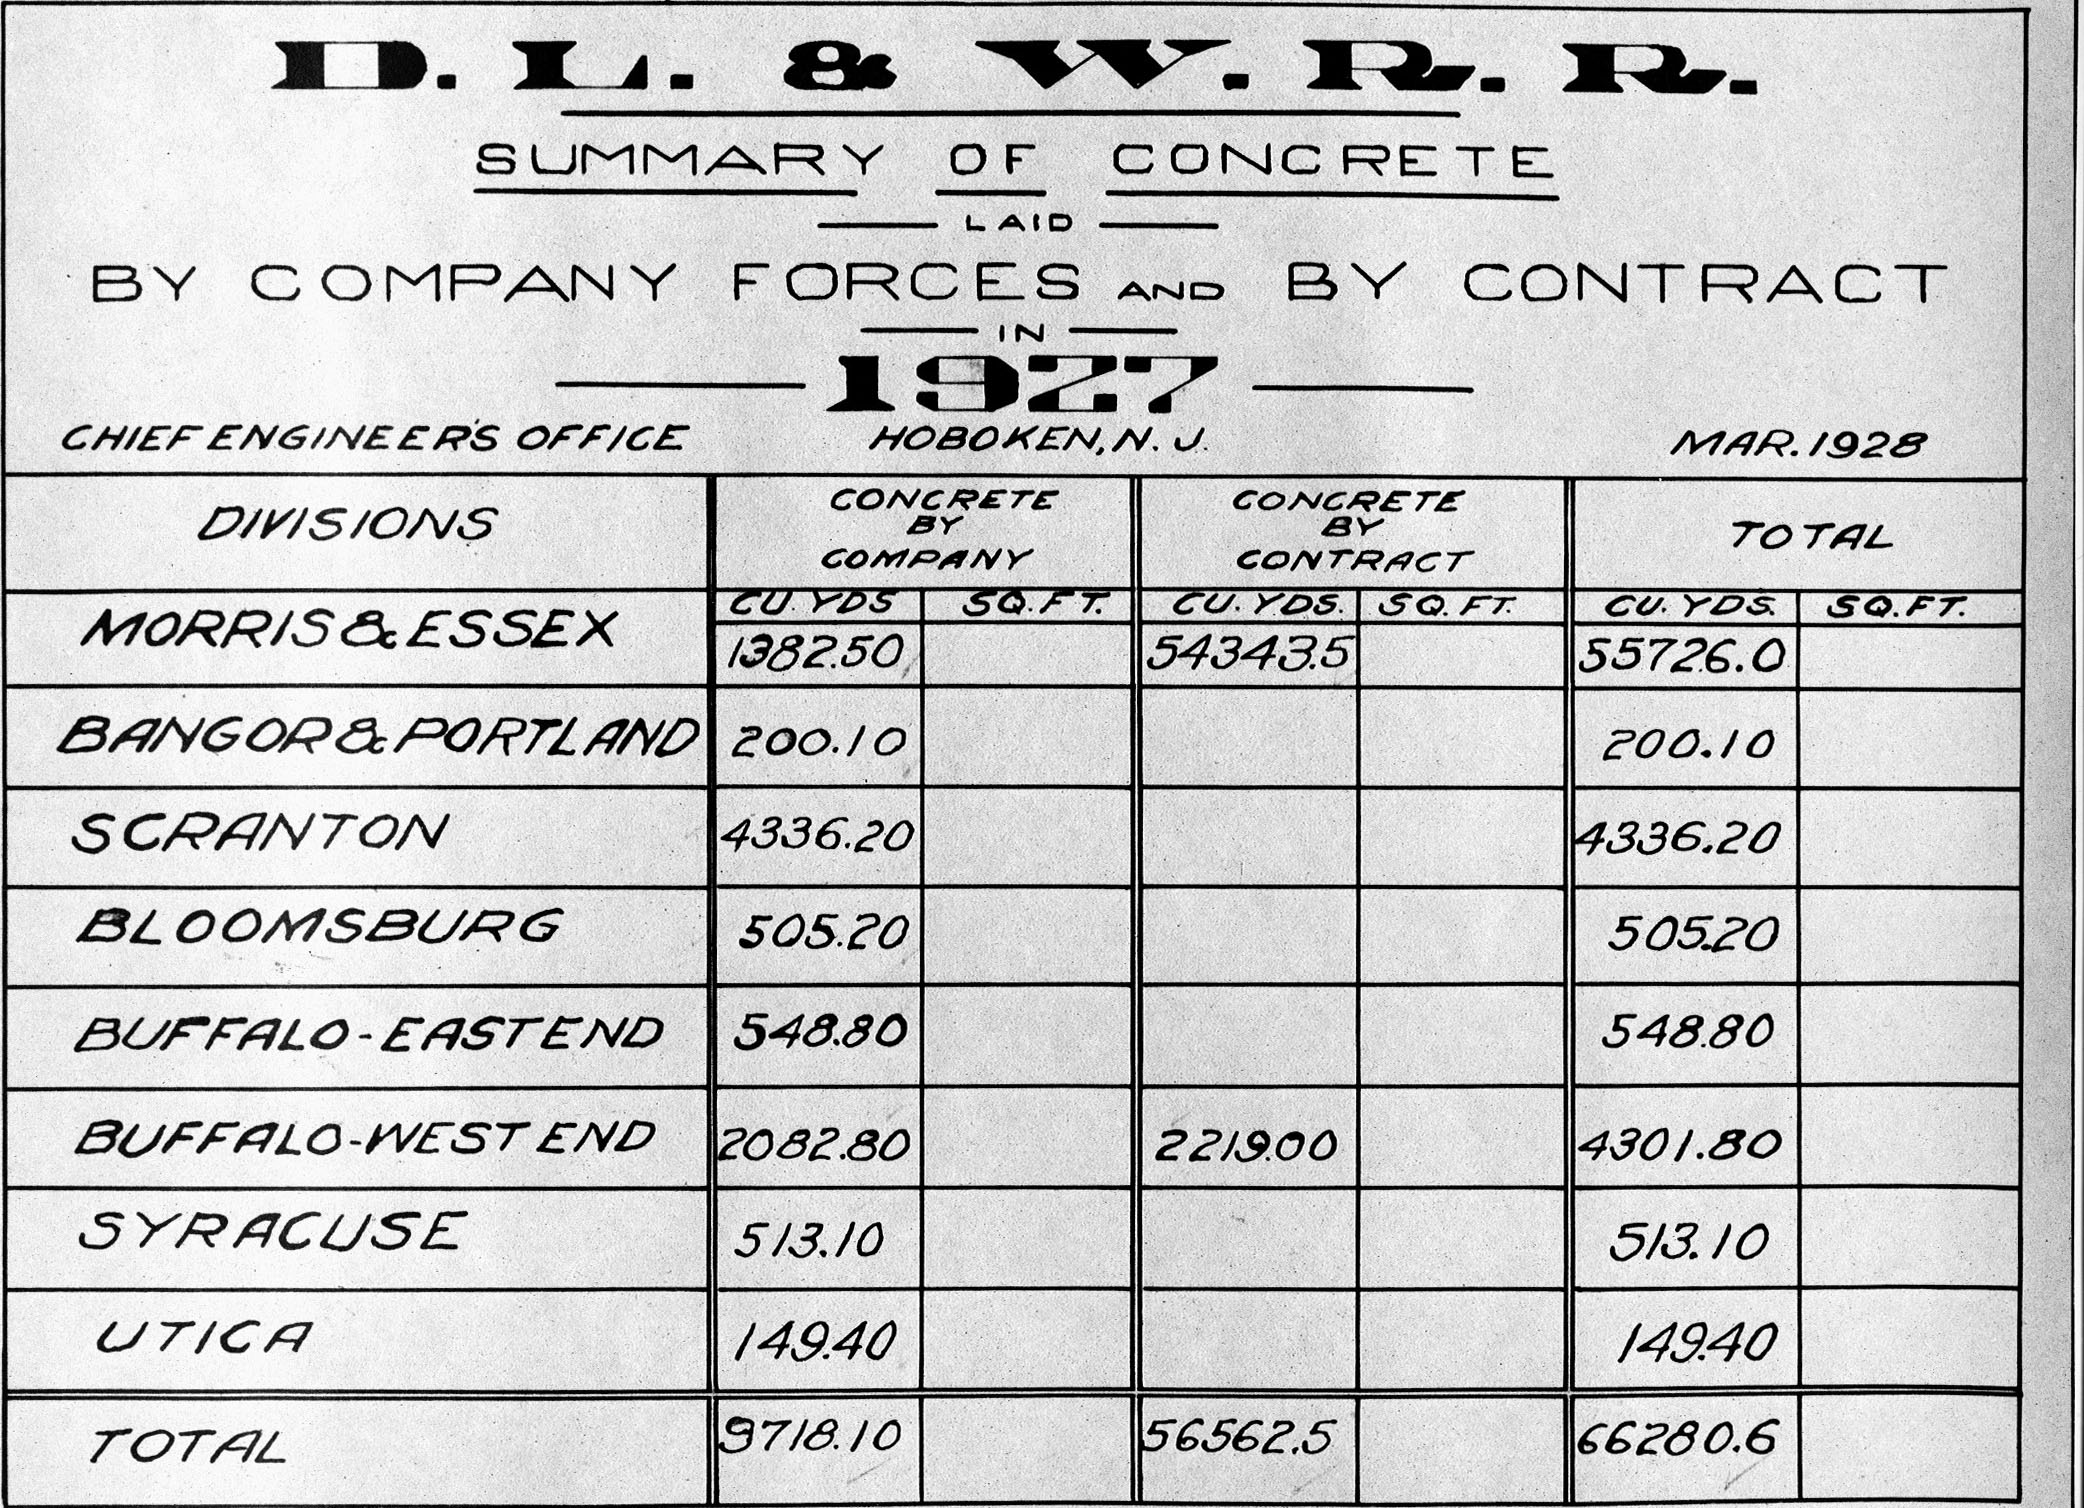 D. L. & W. R. R.
SUMMARY OF CONCRETE
LAID
BY COMPANY FORCES AND BY CONTRACT
IN
1927
CHIEF ENGINEER'S OFFICE HOBOKEN, N. J. MAR. 1928
DIVISIONS CONCRETE BY COMPANY CONCRETE BY CONTRACT TOTAL
CU. YDS SQ. FT. CU. YDS. SQ. FT. CU. YDS. SQ. FT.
MORRIS & ESSEX 1382.50 54343.5 55726.0
BANGOR & PORTLAND 200.10 200.10
SCRANTON 4336.20 4336.20
BLOOMSBURG 505.20 505.20
BUFFALO-EAST END 548.80 548.80
BUFFALO-WEST END 2082.80 2219.00 4301.80
SYRACUSE 513.10 513.10
UTICA 149.40 149.40
TOTAL 9718.10 56562.5 66280.6